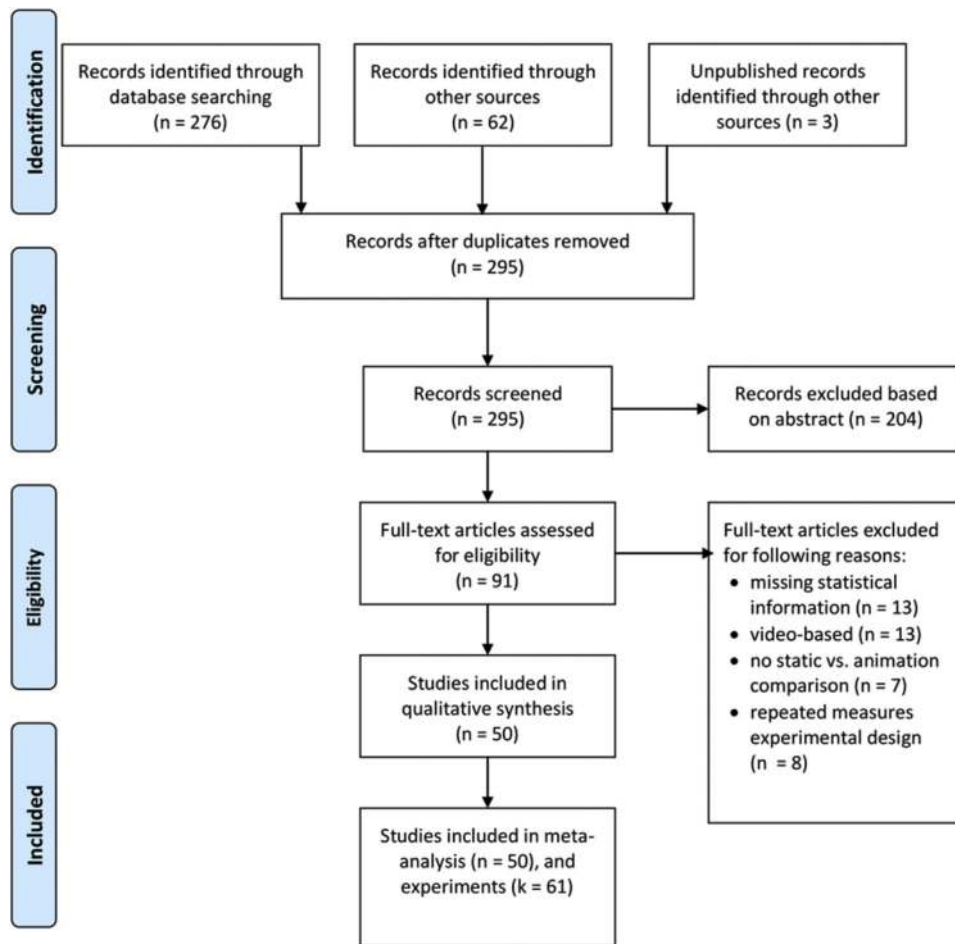 Identification
Records identified through
database searching
(n = 276)
Records identified through
other sources
(n = 62)
Unpublished records
identified through other
sources (n = 3)
Records after duplicates removed
(n = 295)
Screening
Records screened
(n = 295)
Records excluded based
on abstract (n = 204)
Eligibility
Full-text articles assessed
for eligibility
(n = 91)
Full-text articles excluded
for following reasons:
• missing statistical
information (n = 13)
• video-based (n = 13)
• no static vs. animation
comparison (n = 7)
• repeated measures
experimental design
(n = 8)
Studies included in
qualitative synthesis
(n = 50)
Included
Studies included in meta-
analysis (n = 50), and
experiments (k = 61)